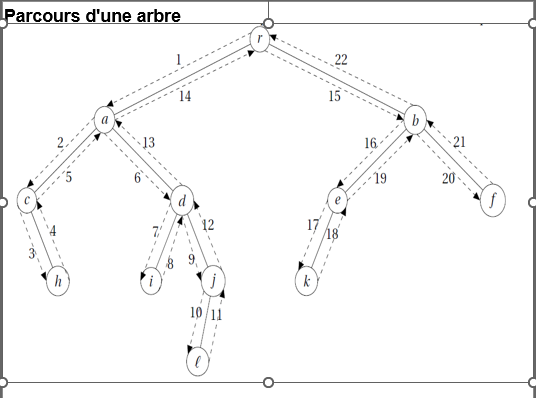 Parcours d'une arbre
r
1 22
14 15
a b
2 13 16 21
5 6 19 20
c d e f
4 7 12 17
3 8 9 18
h i j k
10 11
ℓ